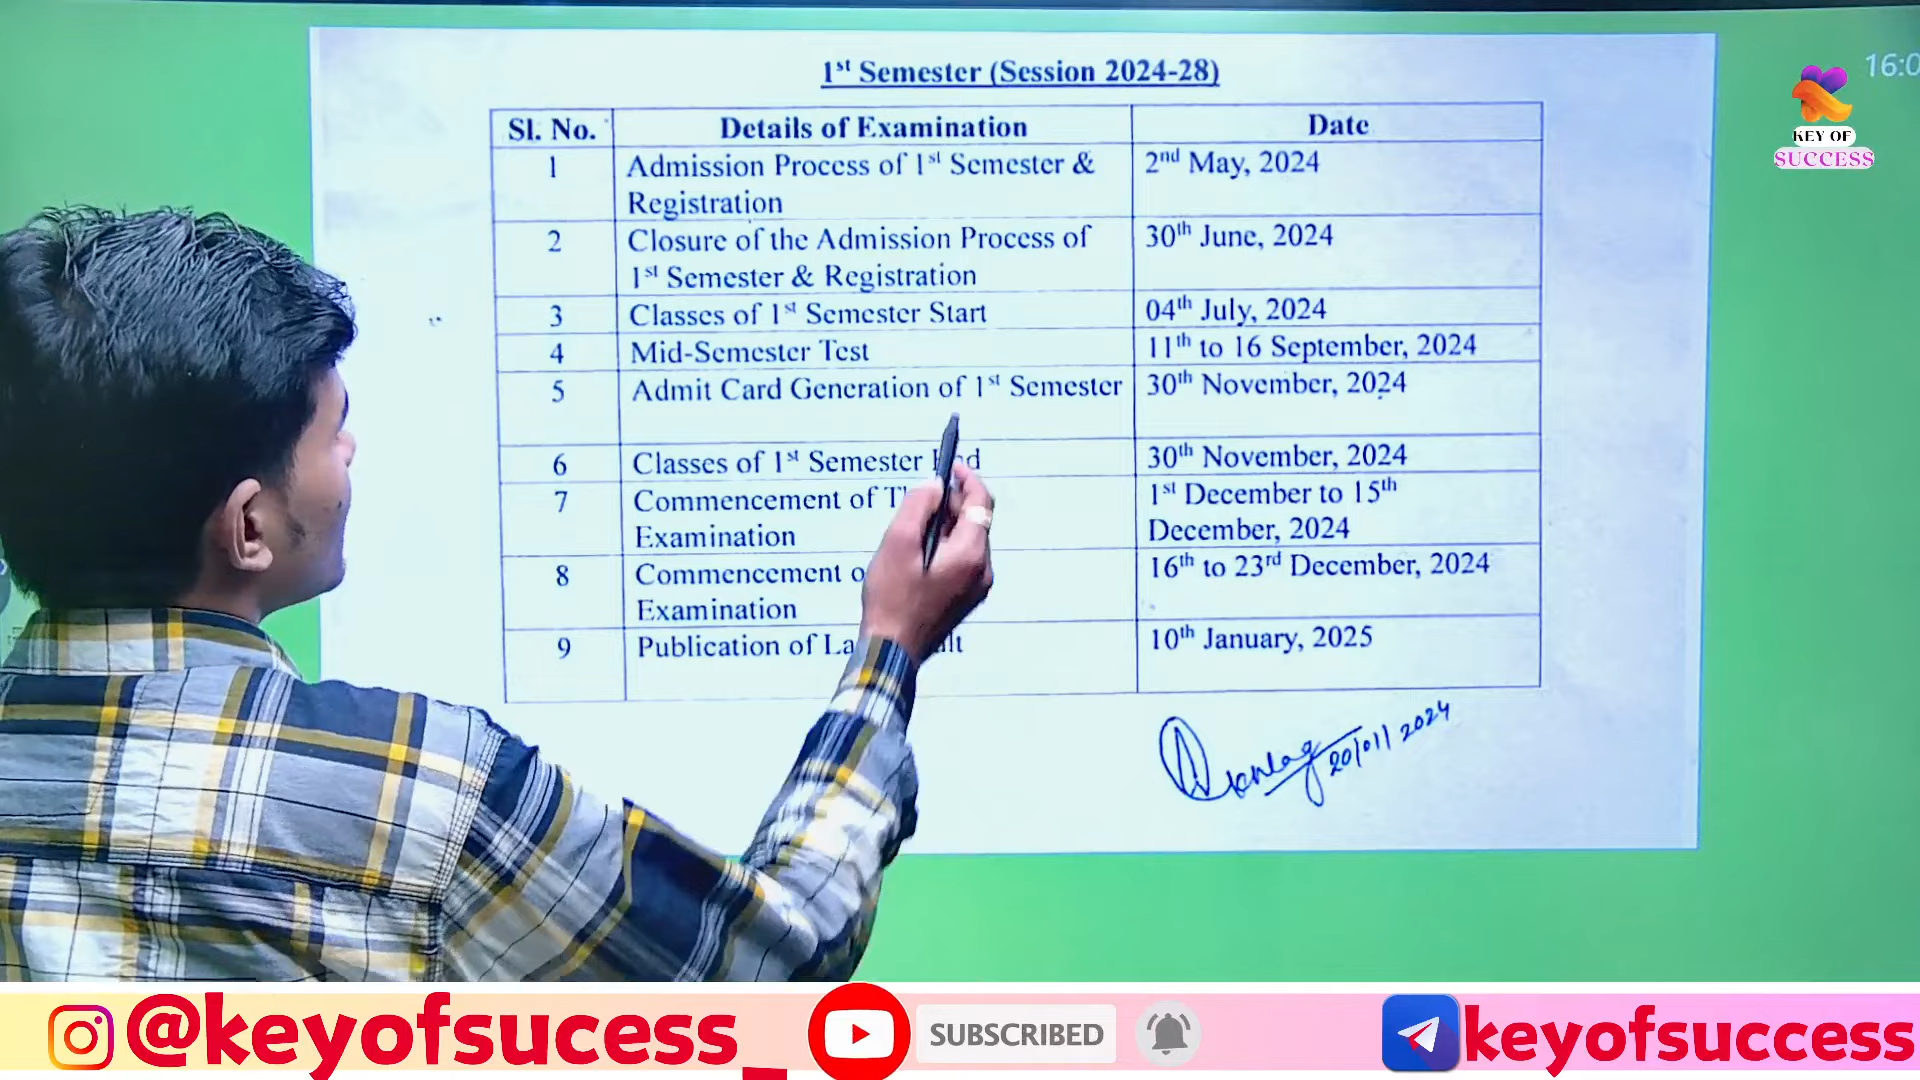 1st Semester (Session 2024-28)
Sl. No. Details of Examination Date
1 Admission Process of 1st Semester & 2nd May, 2024
Registration
2 Closure of the Admission Process of 30th June, 2024
1st Semester & Registration
3 Classes of 1st Semester Start 04th July, 2024
4 Mid-Semester Test 11th to 16 September, 2024
5 Admit Card Generation of 1st Semester 30th November, 2024
6 Classes of 1st Semester End 30th November, 2024
7 Commencement of 1st December to 15th
Examination December, 2024
8 Commencement 16th to 23rd December, 2024
Examination
9 Publication of 10th January, 2025
20/01/2024
16:0
KEY OF
SUCCESS
@keyofsucess_
SUBSCRIBED
keyofsuccess